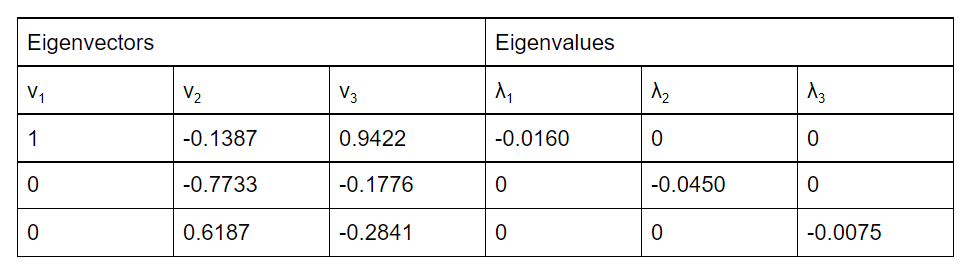 Eigenvectors Eigenvalues
v1 v2 v3 λ1 λ2 λ3
1 -0.1387 0.9422 -0.0160 0 0
0 -0.7733 -0.1776 0 -0.0450 0
0 0.6187 -0.2841 0 0 -0.0075